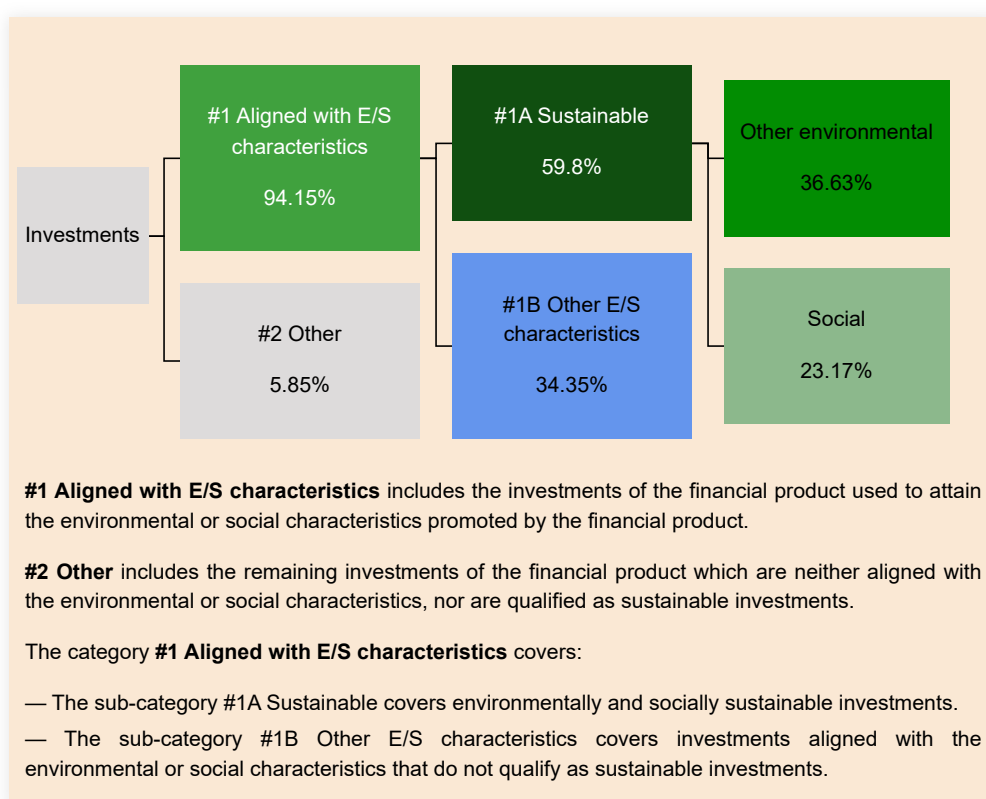 Investments
#1 Aligned with E/S
characteristics
94.15%
#2 Other
5.85%
#1A Sustainable
59.8%
#1B Other E/S
characteristics
34.35%
Other environmental
36.63%
Social
23.17%
#1 Aligned with E/S characteristics includes the investments of the financial product used to attain
the environmental or social characteristics promoted by the financial product.
#2 Other includes the remaining investments of the financial product which are neither aligned with
the environmental or social characteristics, nor are qualified as sustainable investments.
The category #1 Aligned with E/S characteristics covers:
— The sub-category #1A Sustainable covers environmentally and socially sustainable investments.
— The sub-category #1B Other E/S characteristics covers investments aligned with the
environmental or social characteristics that do not qualify as sustainable investments.